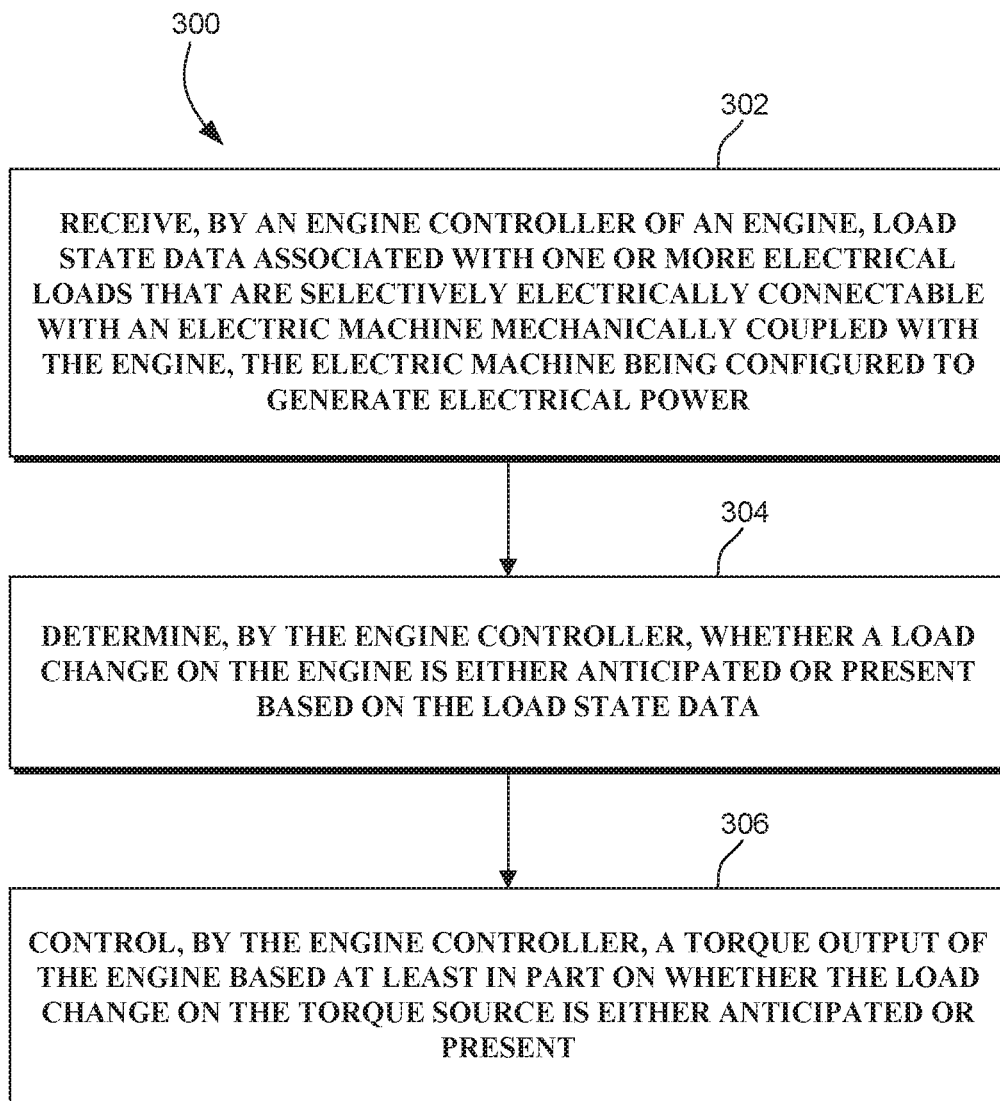 300
302
RECEIVE, BY AN ENGINE CONTROLLER OF AN ENGINE, LOAD
STATE DATA ASSOCIATED WITH ONE OR MORE ELECTRICAL
LOADS THAT ARE SELECTIVELY ELECTRICALLY CONNECTABLE
WITH AN ELECTRIC MACHINE MECHANICALLY COUPLED WITH
THE ENGINE, THE ELECTRIC MACHINE BEING CONFIGURED TO
GENERATE ELECTRICAL POWER
304
DETERMINE, BY THE ENGINE CONTROLLER, WHETHER A LOAD
CHANGE ON THE ENGINE IS EITHER ANTICIPATED OR PRESENT
BASED ON THE LOAD STATE DATA
306
CONTROL, BY THE ENGINE CONTROLLER, A TORQUE OUTPUT OF
THE ENGINE BASED AT LEAST IN PART ON WHETHER THE LOAD
CHANGE ON THE TORQUE SOURCE IS EITHER ANTICIPATED OR
PRESENT